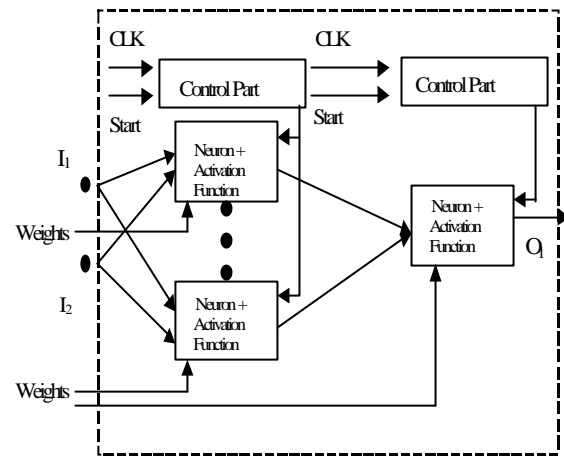 CLK
CLK
Control Part
Control Part
Start
Start
I1
Neuron +
Activation
Function
Neuron +
Activation
Function
Weights
O1
I2
Neuron +
Activation
Function
Weights